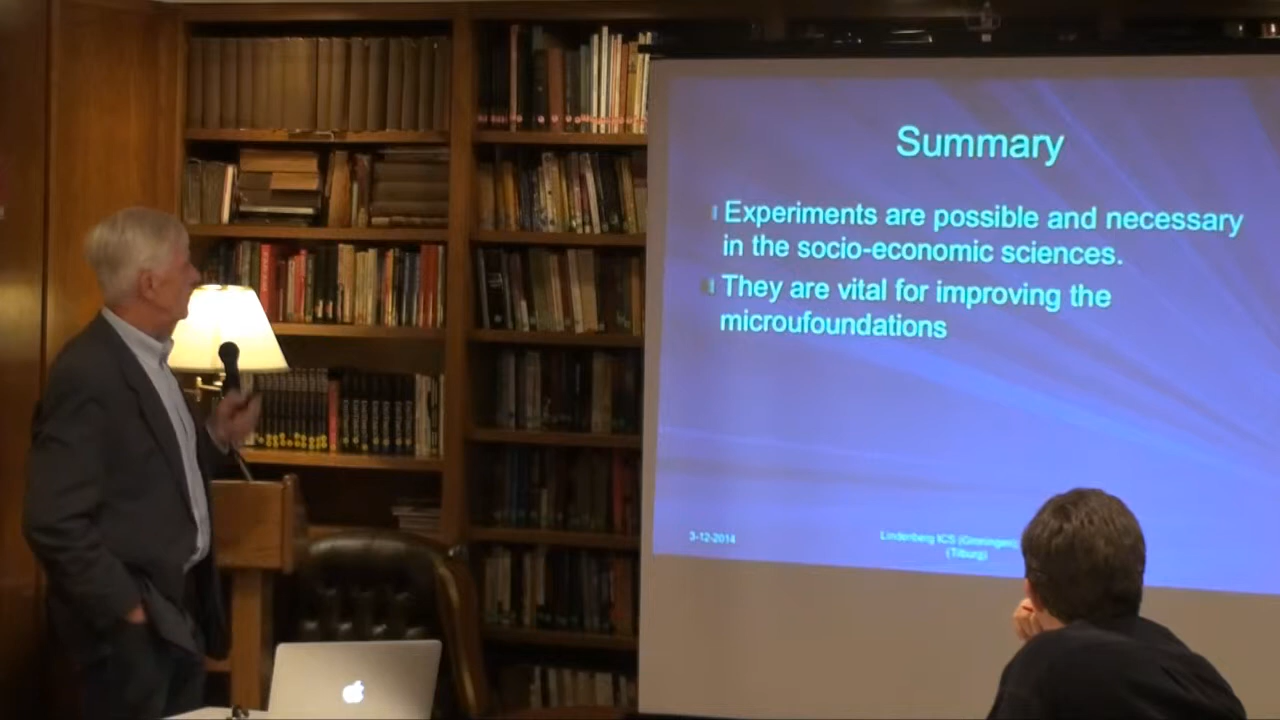 Summary
Experiments are possible and necessary
in the socio-economic sciences.
They are vital for improving the
microufoundations
3-12-2014
Lindenberg ICS (Groningen)
(Tilburg)